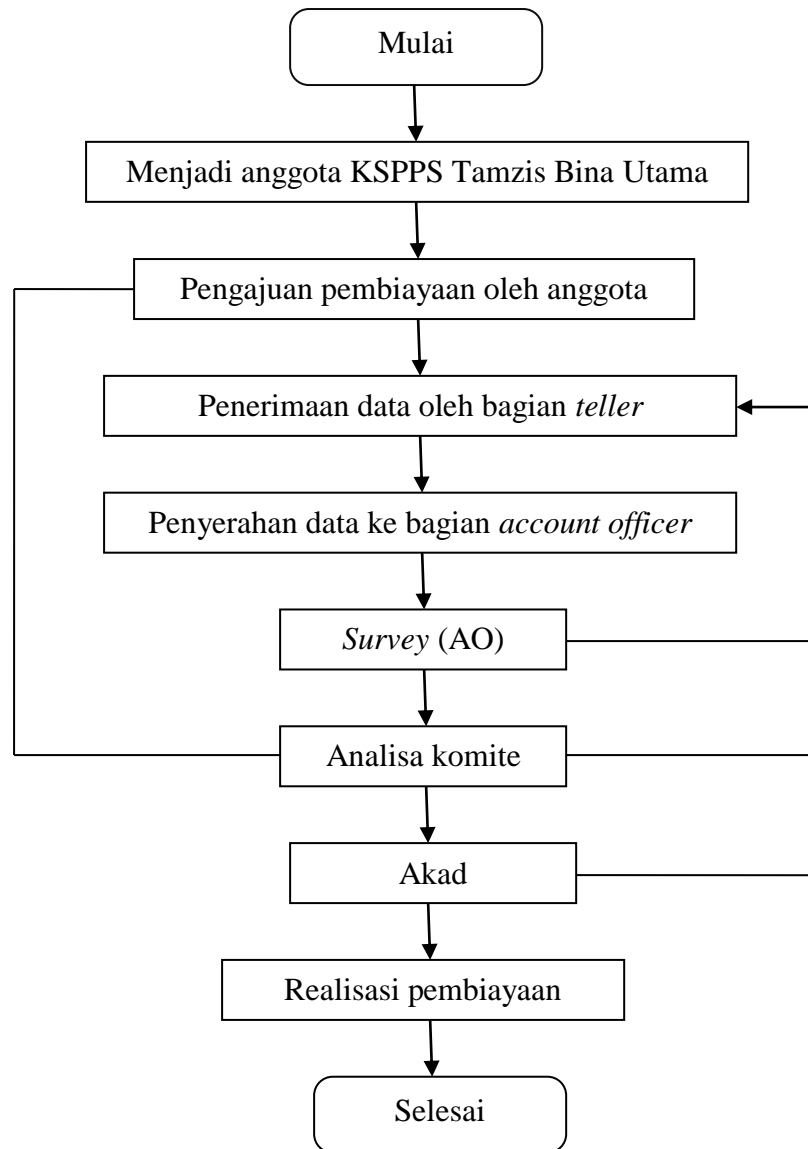 Mulai
Menjadi anggota KSPPS Tamzis Bina Utama
Pengajuan pembiayaan oleh anggota
Penerimaan data oleh bagian teller
Penyerahan data ke bagian account officer
Survey (AO)
Analisa komite
Akad
Realisasi pembiayaan
Selesai